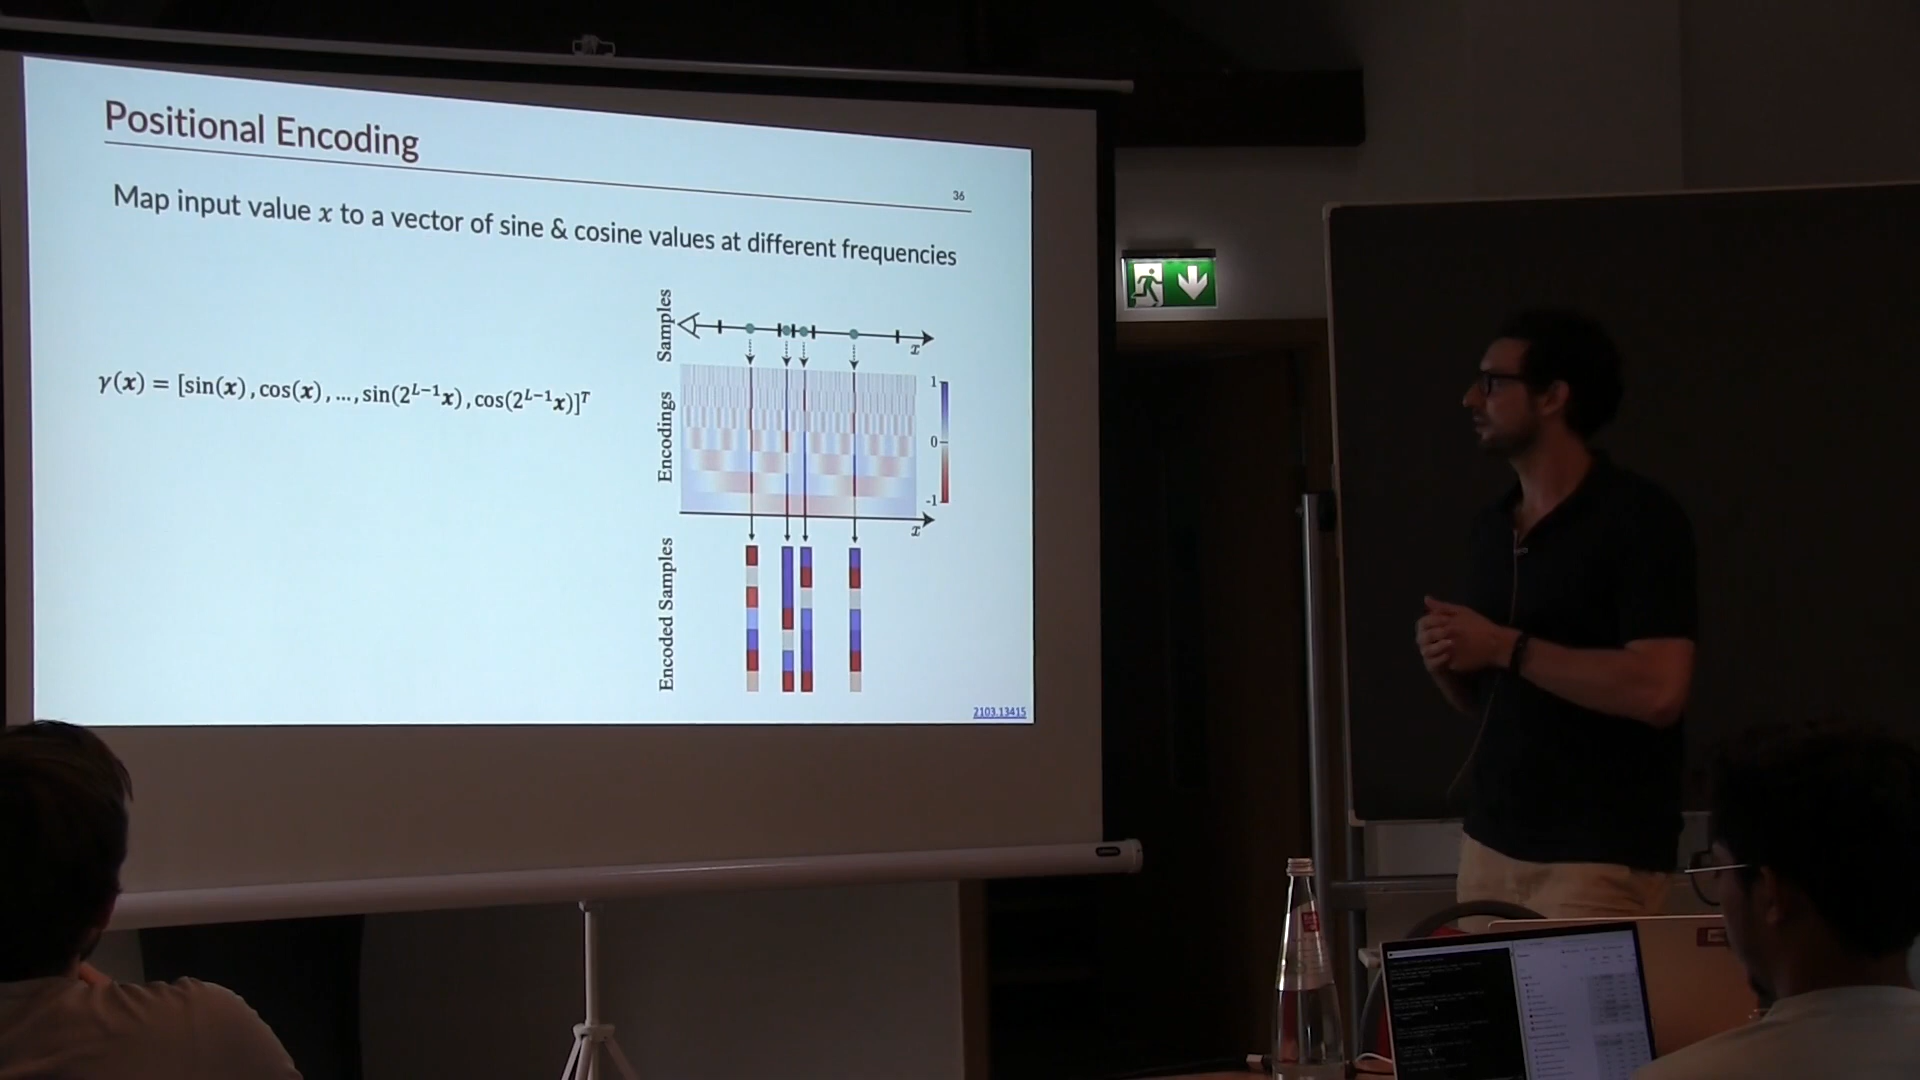 Positional Encoding
36
Map input value x to a vector of sine & cosine values at different frequencies
γ(x) = [sin(x), cos(x), ..., sin(2^{L−1}x), cos(2^{L−1}x)]^T
Samples
x
Encodings
1
0
-1
x
Encoded Samples
2103.13415